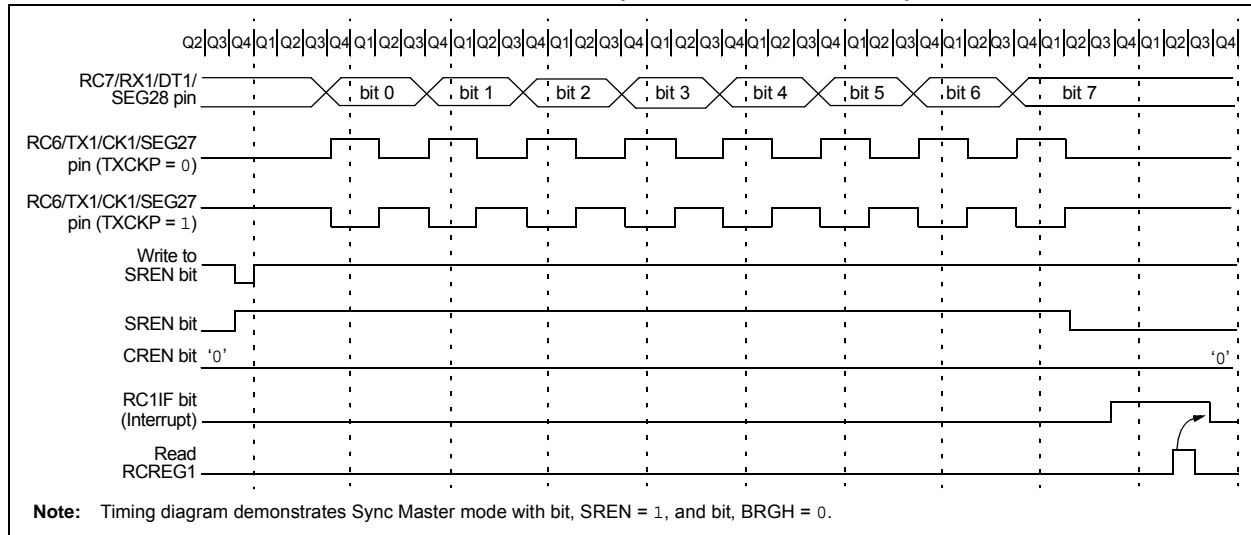 Q2|Q3|Q4|Q1|Q2|Q3|Q4|Q1|Q2|Q3|Q4|Q1|Q2|Q3|Q4|Q1|Q2|Q3|Q4|Q1|Q2|Q3|Q4|Q1|Q2|Q3|Q4|Q1|Q2|Q3|Q4|Q1|Q2|Q3|Q4|Q1|Q2|Q3|Q4|Q1|Q2|Q3|Q4
RC7/RX1/DT1/
SEG28 pin
bit 0 bit 1 bit 2 bit 3 bit 4 bit 5 bit 6 bit 7
RC6/TX1/CK1/SEG27
pin (TXCKP = 0)
RC6/TX1/CK1/SEG27
pin (TXCKP = 1)
Write to
SREN bit
SREN bit
CREN bit '0' '0'
RC1IF bit
(Interrupt)
Read
RCREG1
Note: Timing diagram demonstrates Sync Master mode with bit, SREN = 1, and bit, BRGH = 0.